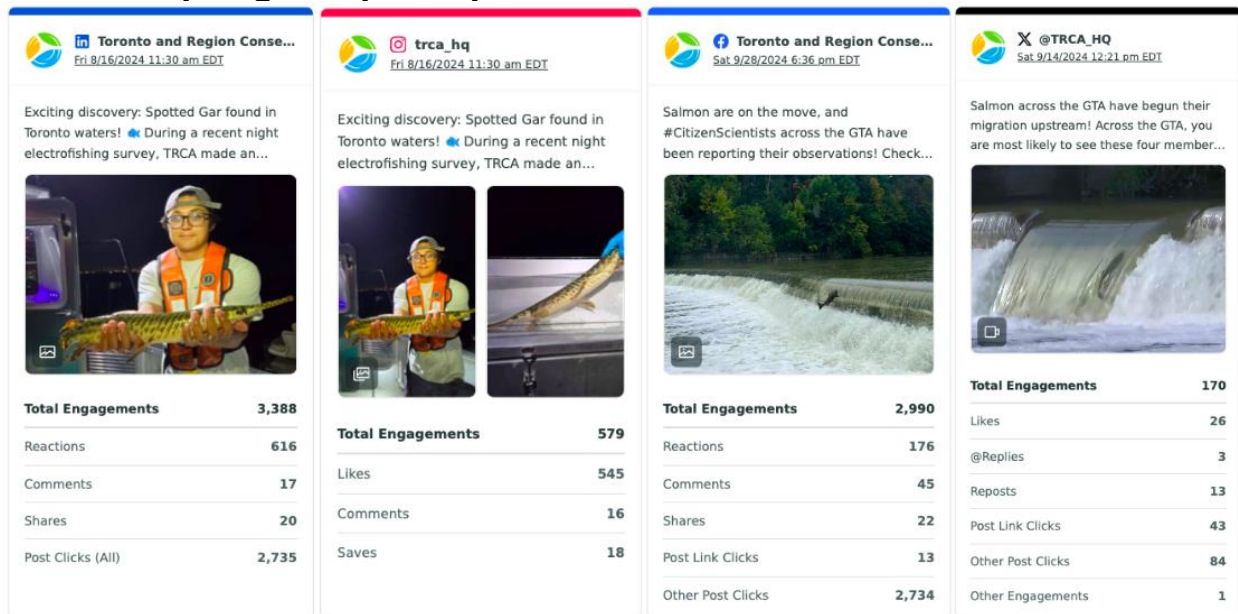 Toronto and Region Conse...
Fri 8/16/2024 11:30 am EDT
Exciting discovery: Spotted Gar found in
Toronto waters! 🐟 During a recent night
electrofishing survey, TRCA made an...
Total Engagements 3,388
Reactions 616
Comments 17
Shares 20
Post Clicks (All) 2,735
trca_hq
Fri 8/16/2024 11:30 am EDT
Exciting discovery: Spotted Gar found in
Toronto waters! 🐟 During a recent night
electrofishing survey, TRCA made an...
Total Engagements 579
Likes 545
Comments 16
Saves 18
Toronto and Region Conse...
Sat 9/28/2024 6:36 pm EDT
Salmon are on the move, and
#CitizenScientists across the GTA have
been reporting their observations! Check...
Total Engagements 2,990
Reactions 176
Comments 45
Shares 22
Post Link Clicks 13
Other Post Clicks 2,734
@TRCA_HQ
Sat 9/14/2024 12:21 pm EDT
Salmon across the GTA have begun their
migration upstream! Across the GTA, you
are most likely to see these four member...
Total Engagements 170
Likes 26
@Replies 3
Reposts 13
Post Link Clicks 43
Other Post Clicks 84
Other Engagements 1